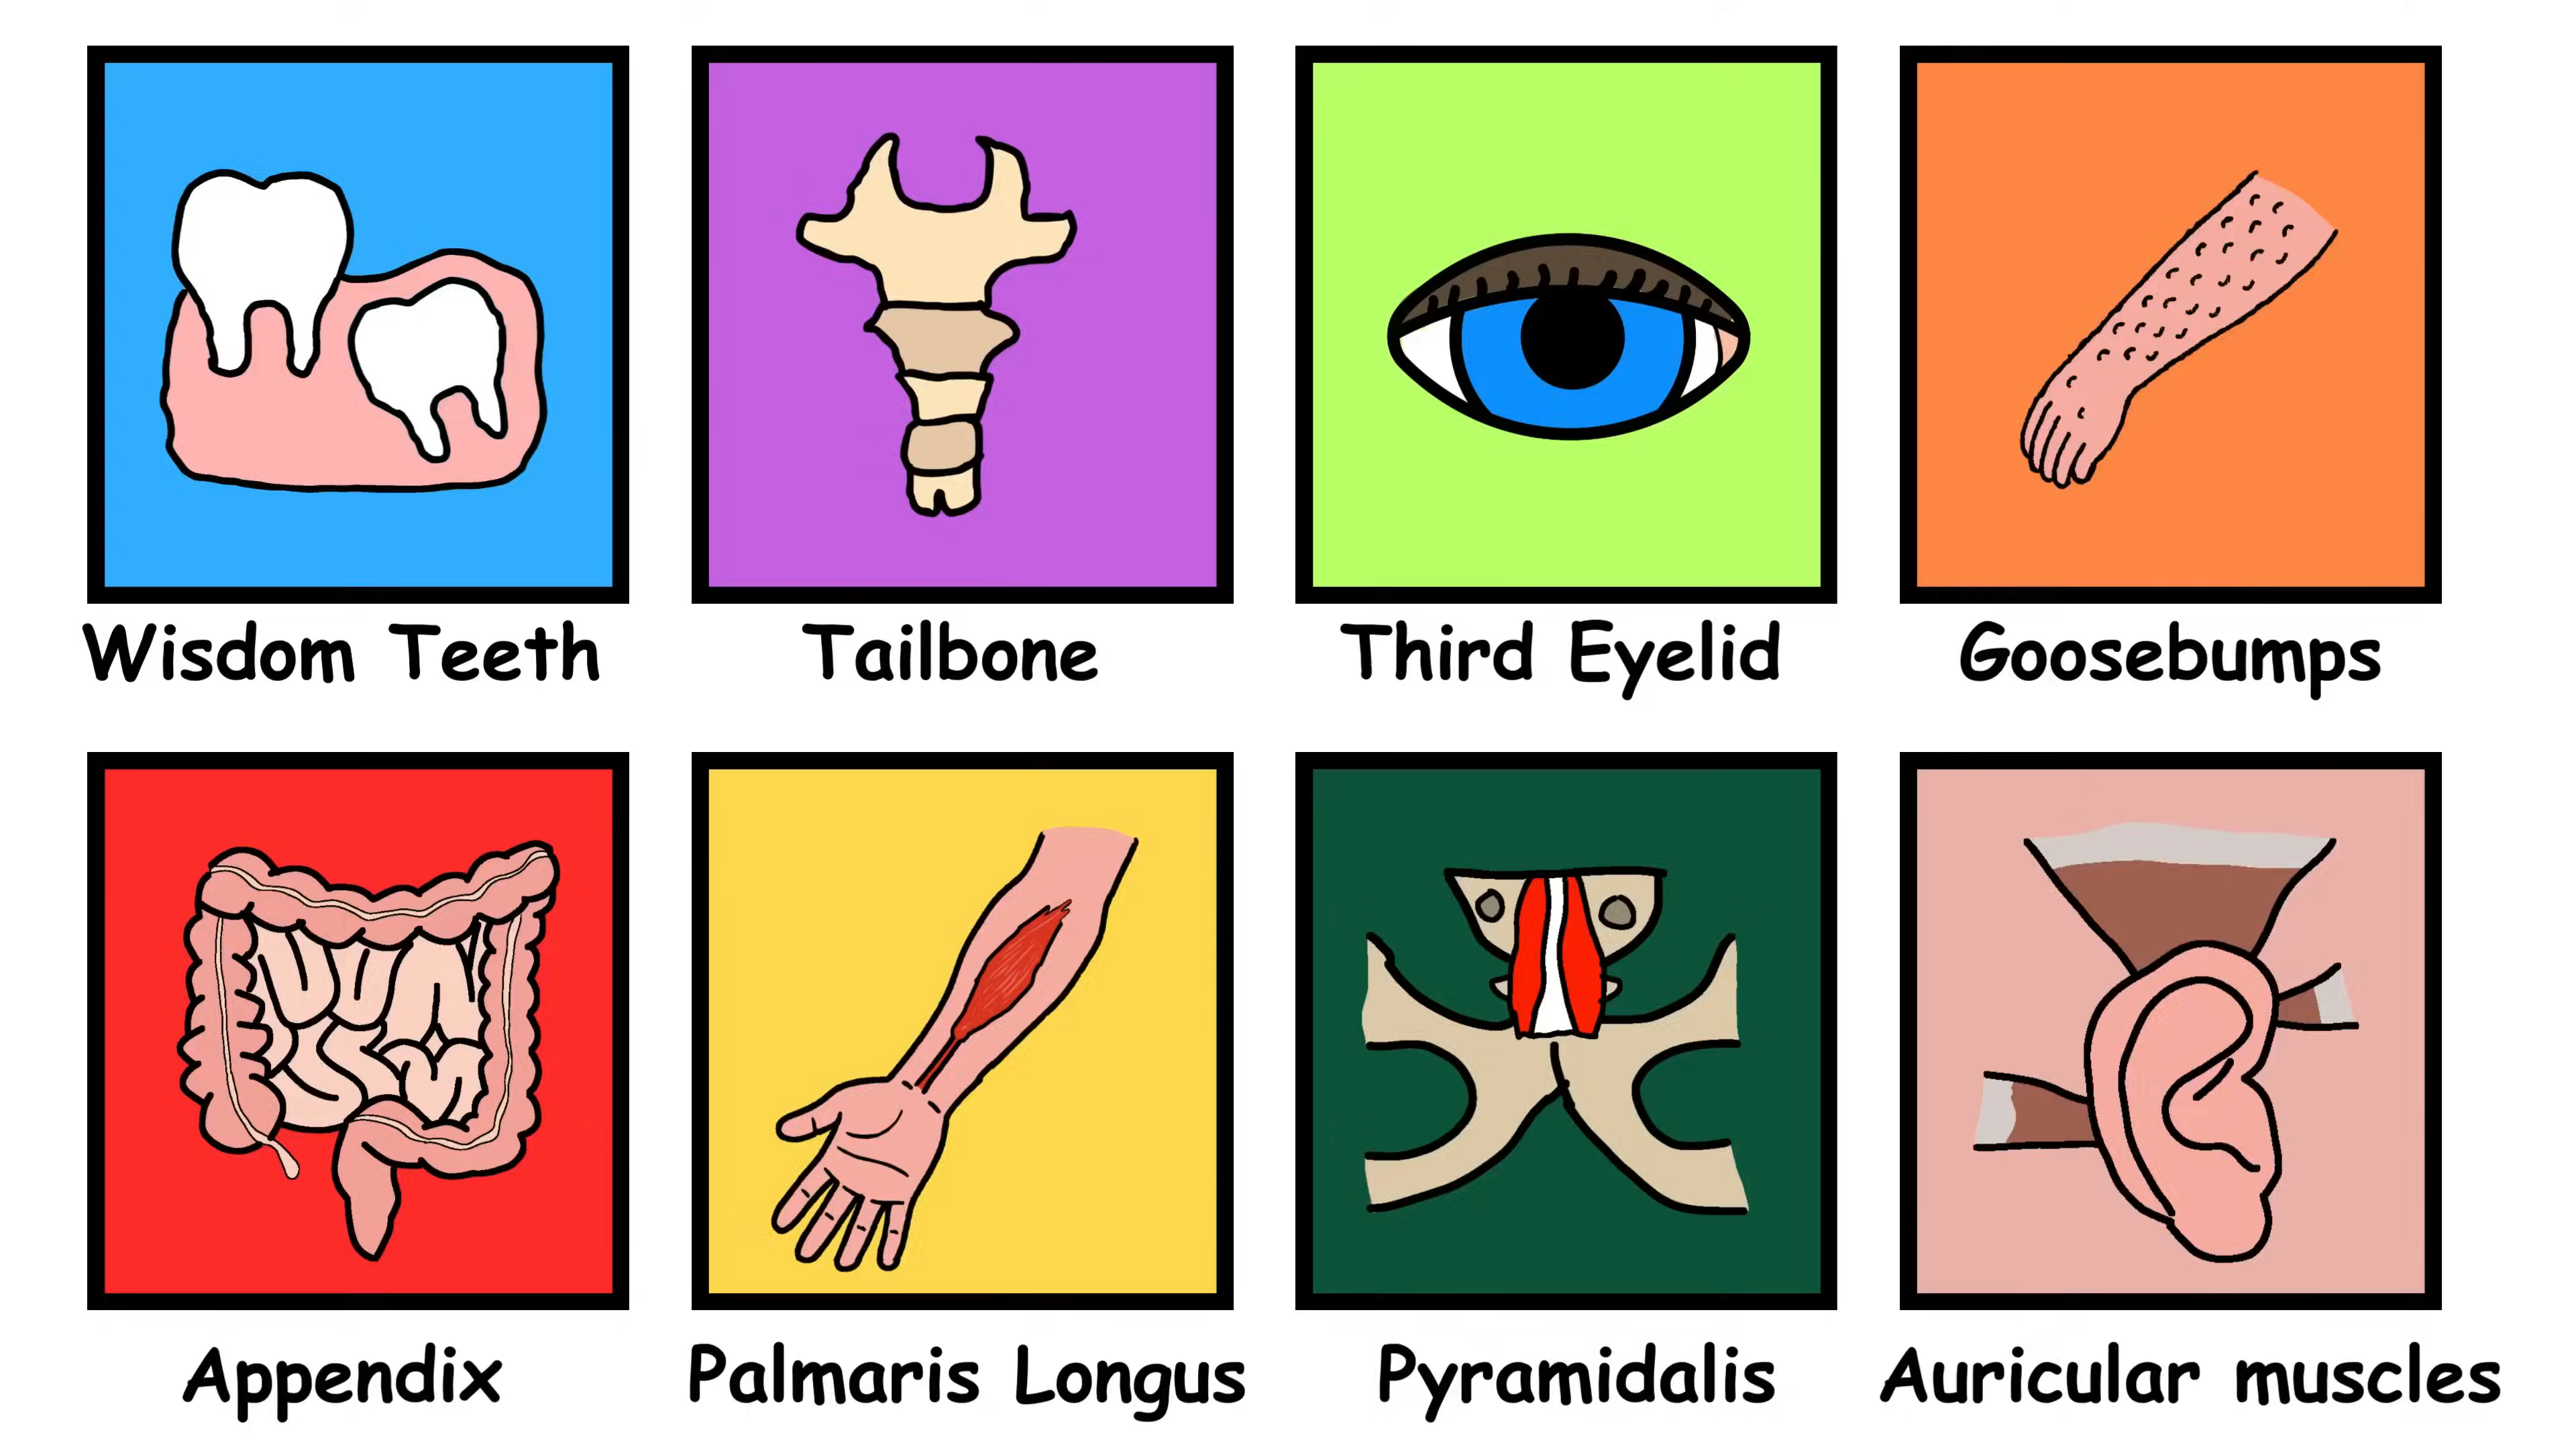 Wisdom Teeth
Tailbone
Third Eyelid
Goosebumps
Appendix
Palmaris Longus
Pyramidalis
Auricular muscles